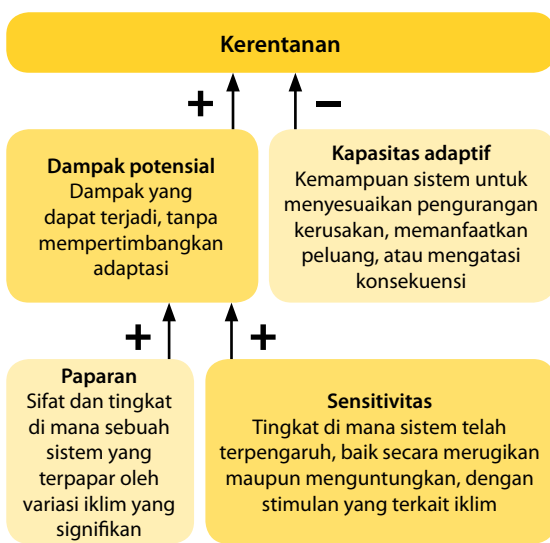 Kerentanan
+
−
Dampak potensial
Dampak yang
dapat terjadi, tanpa
mempertimbangkan
adaptasi
Kapasitas adaptif
Kemampuan sistem untuk
menyesuaikan pengurangan
kerusakan, memanfaatkan
peluang, atau mengatasi
konsekuensi
+
+
Paparan
Sifat dan tingkat
di mana sebuah
sistem yang
terpapar oleh
variasi iklim yang
signifikan
Sensitivitas
Tingkat di mana sistem telah
terpengaruh, baik secara merugikan
maupun menguntungkan, dengan
stimulan yang terkait iklim